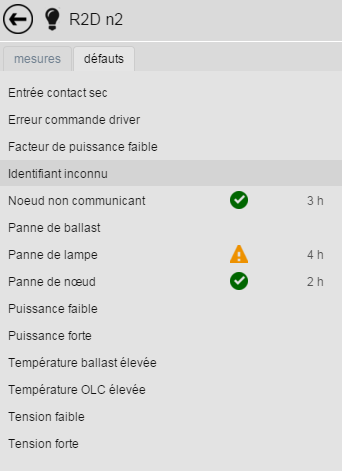 R2D n2
mesures défauts
Entrée contact sec
Erreur commande driver
Facteur de puissance faible
Identifiant inconnu
Noeud non communicant 3 h
Panne de ballast
Panne de lampe 4 h
Panne de nœud 2 h
Puissance faible
Puissance forte
Température ballast élevée
Température OLC élevée
Tension faible
Tension forte